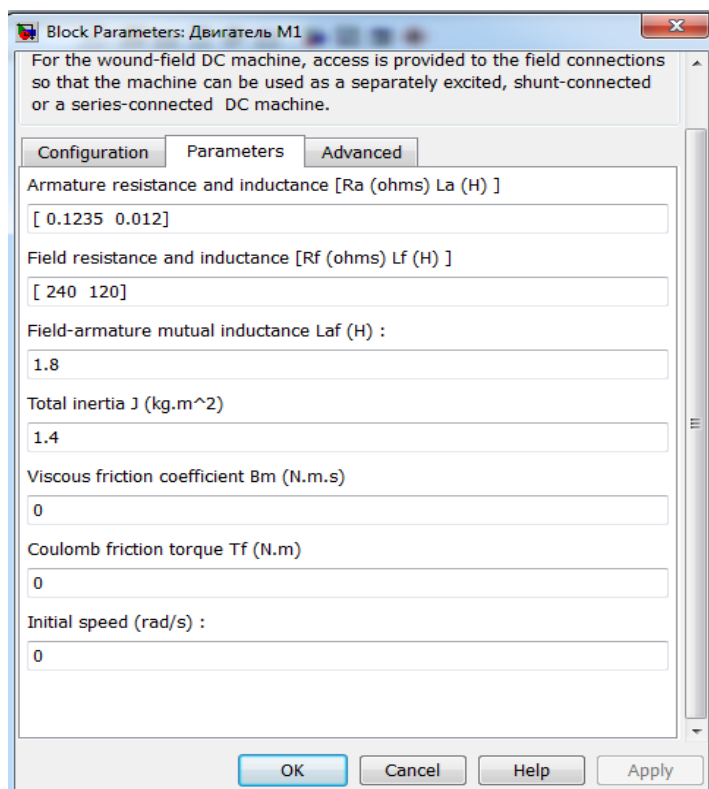 Block Parameters: Двигатель М1
For the wound-field DC machine, access is provided to the field connections
so that the machine can be used as a separately excited, shunt-connected
or a series-connected DC machine.
Configuration Parameters Advanced
Armature resistance and inductance [Ra (ohms) La (H) ]
[ 0.1235 0.012]
Field resistance and inductance [Rf (ohms) Lf (H) ]
[ 240 120]
Field-armature mutual inductance Laf (H) :
1.8
Total inertia J (kg.m^2)
1.4
Viscous friction coefficient Bm (N.m.s)
0
Coulomb friction torque Tf (N.m)
0
Initial speed (rad/s) :
0
OK Cancel Help Apply